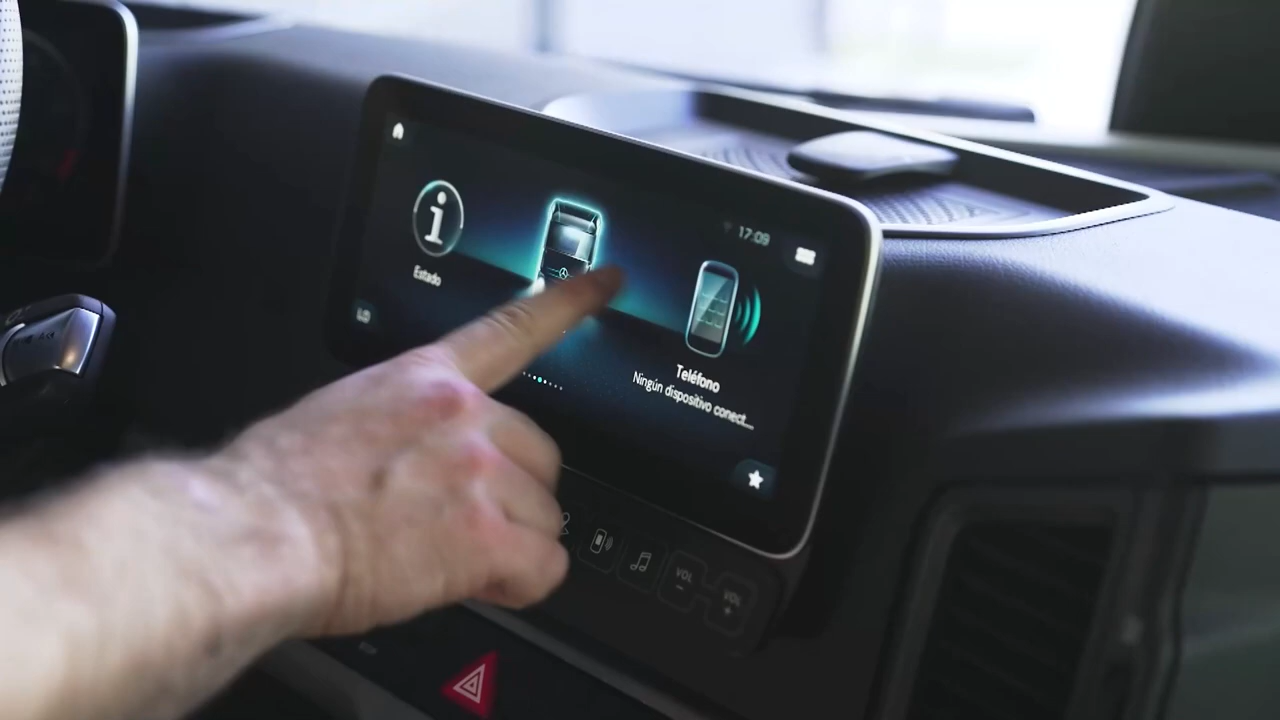 17:09
Estado
Teléfono
Ningún dispositivo conect...
VOL
−
VOL
+